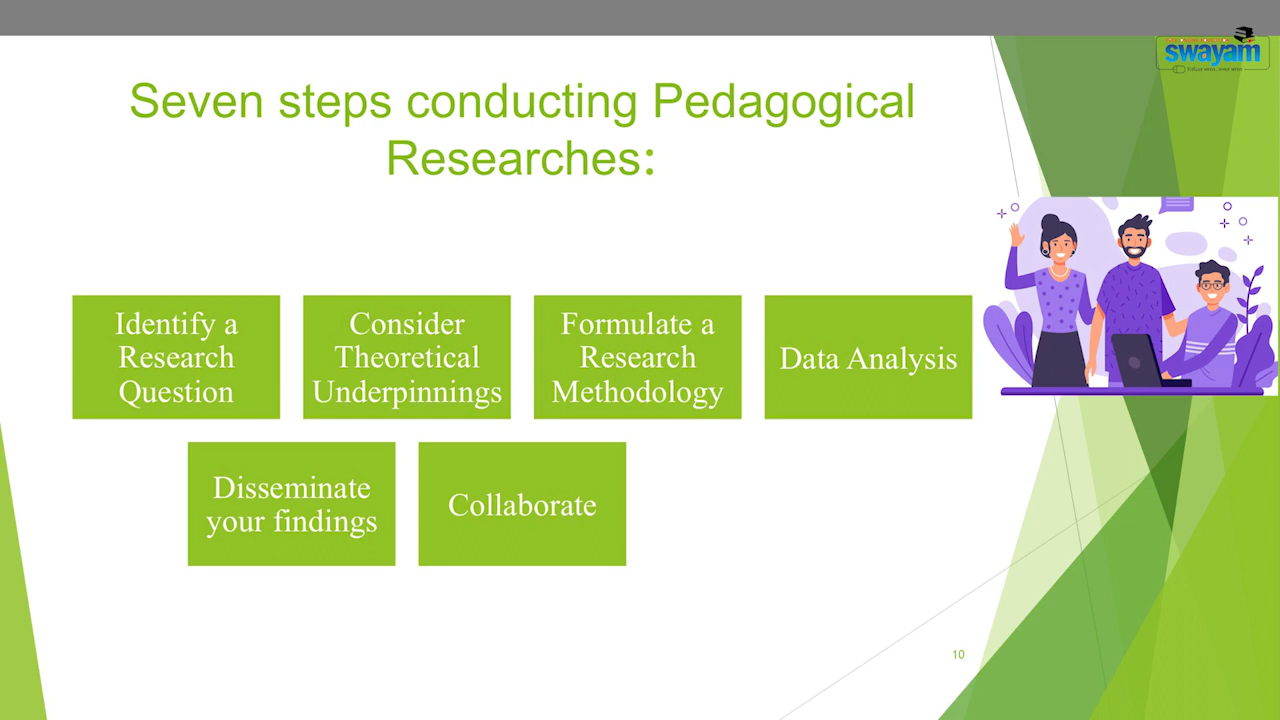 swayam
Seven steps conducting Pedagogical
Researches:
Identify a
Research
Question
Consider
Theoretical
Underpinnings
Formulate a
Research
Methodology
Data Analysis
Disseminate
your findings
Collaborate
10